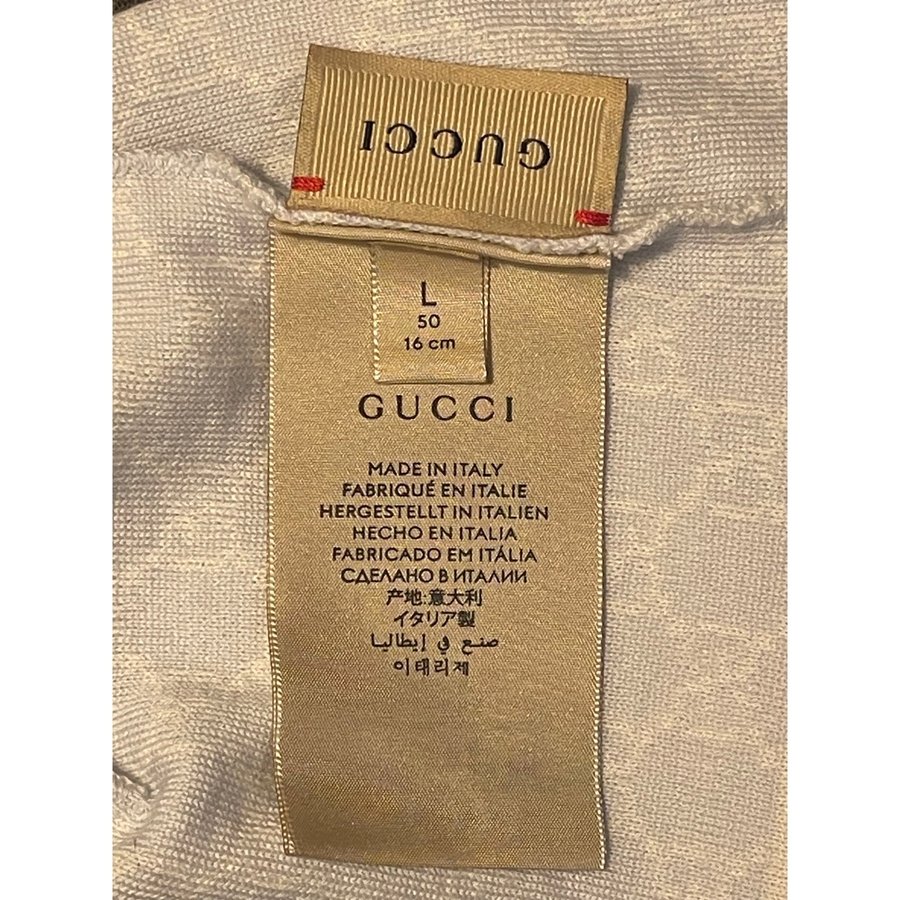 GUCCI
L
50
16 cm
GUCCI
MADE IN ITALY
FABRIQUÉ EN ITALIE
HERGESTELLT IN ITALIEN
HECHO EN ITALIA
FABRICADO EM ITÁLIA
СДЕЛАНО В ИТАЛИИ
产地:意大利
イタリア製
صنع في إيطاليا
이태리제